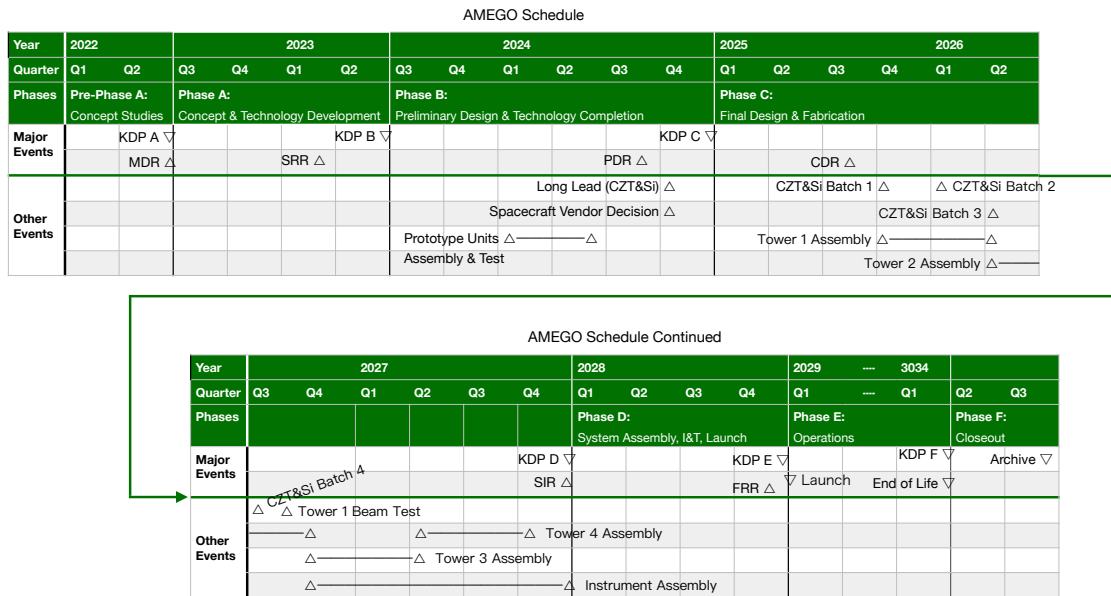 AMEGO Schedule
Year 2022 2023 2024 2025 2026
Quarter Q1 Q2 Q3 Q4 Q1 Q2 Q3 Q4 Q1 Q2 Q3 Q4 Q1 Q2 Q3 Q4 Q1 Q2
Phases Pre-Phase A: Phase A: Phase B: Phase C:
Concept Studies Concept & Technology Development Preliminary Design & Technology Completion Final Design & Fabrication
Major Events KDP A ▽ KDP B ▽ KDP C ▽
MDR △ SRR △ PDR △ CDR △
Long Lead (CZT&Si) △ CZT&Si Batch 1 △ △ CZT&Si Batch 2
Other Events Spacecraft Vendor Decision △ CZT&Si Batch 3 △
Prototype Units △ △ Tower 1 Assembly △ △
Assembly & Test Tower 2 Assembly △
AMEGO Schedule Continued
Year 2027 2028 2029 ---- 3034
Quarter Q3 Q4 Q1 Q2 Q3 Q4 Q1 Q2 Q3 Q4 Q1 ---- Q1 Q2 Q3
Phases Phase D: Phase E: Phase F:
System Assembly, I&T, Launch Operations Closeout
Major Events KDP D ▽ KDP E ▽ KDP F ▽ Archive ▽
CZT&Si Batch 4 SIR △ FRR △ ▽ Launch End of Life ▽
△ △ Tower 1 Beam Test
Other Events △ △ △ Tower 4 Assembly
△ △ Tower 3 Assembly
△ △ Instrument Assembly